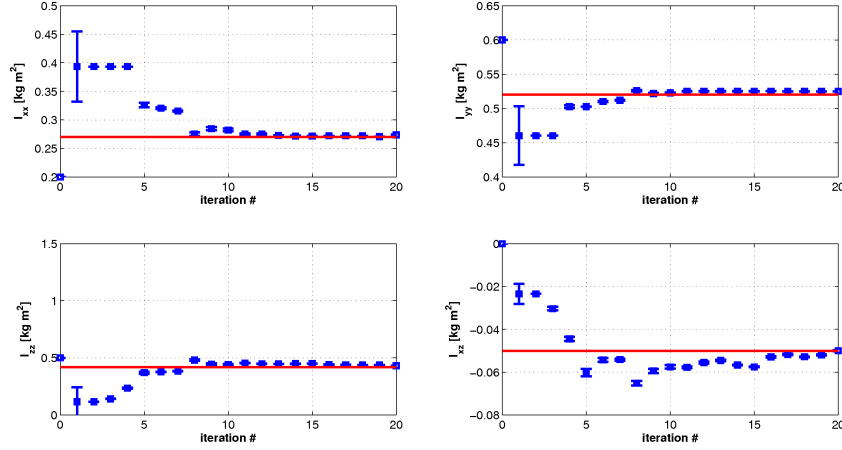 0.5
0.45
0.4
0.35
0.3
0.25
0.2
I_xx [kg m²]
0 5 10 15 20
iteration #
0.65
0.6
0.55
0.5
0.45
0.4
I_yy [kg m²]
0 5 10 15 20
iteration #
1.5
1
0.5
0
I_zz [kg m²]
0 5 10 15 20
iteration #
0
−0.02
−0.04
−0.06
−0.08
I_xz [kg m²]
0 5 10 15 20
iteration #